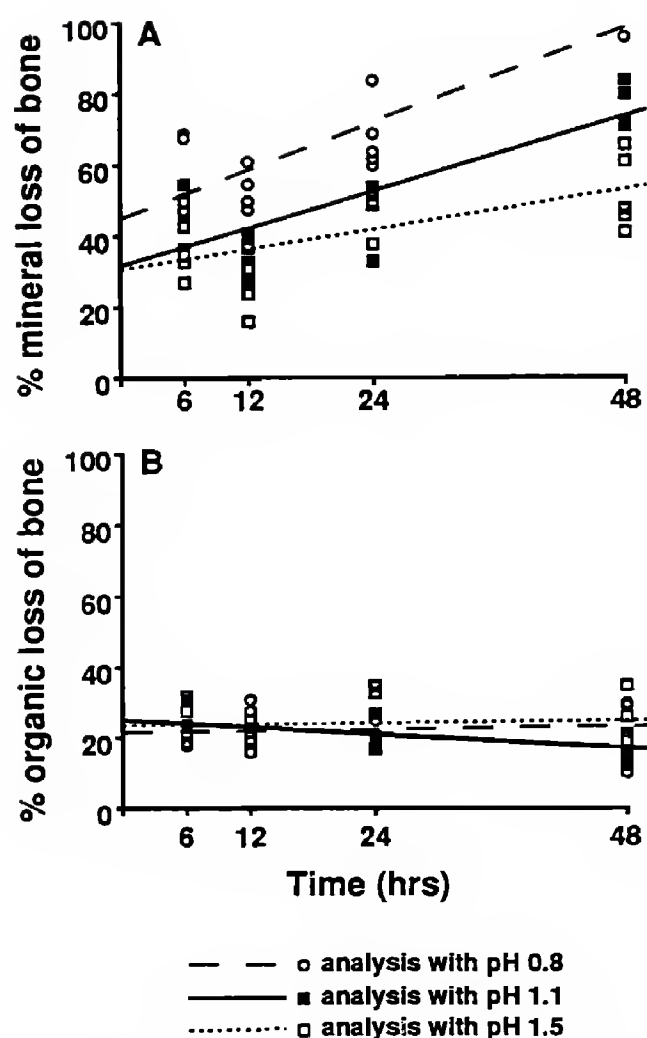 A
% mineral loss of bone
100
80
60
40
20
0
6 12 24 48
B
% organic loss of bone
100
80
60
40
20
0
6 12 24 48
Time (hrs)
analysis with pH 0.8
analysis with pH 1.1
analysis with pH 1.5